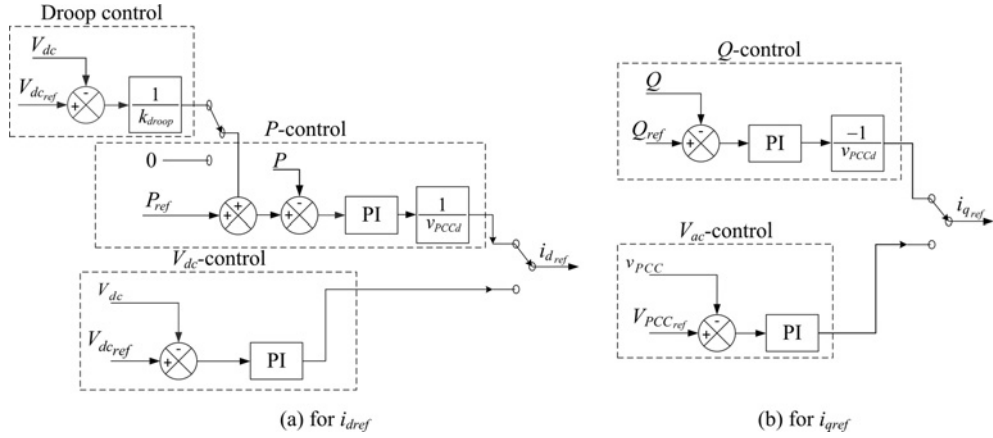 Droop control
V_dc
-
V_dc_ref
+
1
k_droop
P-control
0
P
-
P_ref
+
+
+
PI
1
v_PCCd
i_d_ref
V_dc-control
V_dc
-
V_dc_ref
+
PI
(a) for i_dref
Q-control
Q
-
Q_ref
+
PI
–1
v_PCCd
i_q_ref
V_ac-control
v_PCC
-
V_PCC_ref
+
PI
(b) for i_qref